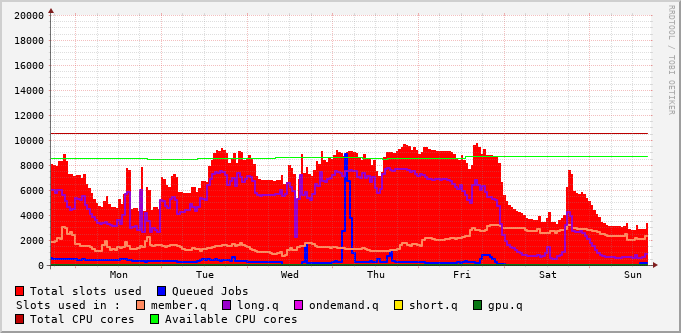 20000
18000
16000
14000
12000
10000
8000
6000
4000
2000
0
Mon Tue Wed Thu Fri Sat Sun
RRDTOOL / TOBI OETIKER
Total slots used Queued Jobs
Slots used in : member.q long.q ondemand.q short.q gpu.q
Total CPU cores Available CPU cores